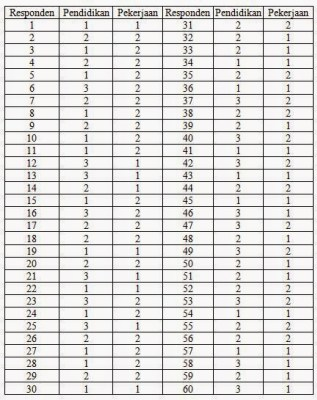 Responden Pendidikan Pekerjaan Responden Pendidikan Pekerjaan
1 1 1 31 2 2
2 2 2 32 2 1
3 1 2 33 2 1
4 2 2 34 1 1
5 1 2 35 2 2
6 3 2 36 1 1
7 2 2 37 3 2
8 1 2 38 2 2
9 2 2 39 2 1
10 1 2 40 3 2
11 1 2 41 1 1
12 3 1 42 3 2
13 3 1 43 1 1
14 2 1 44 2 2
15 1 2 45 1 1
16 3 2 46 3 1
17 2 2 47 3 2
18 2 2 48 2 1
19 1 1 49 3 2
20 2 2 50 2 1
21 3 1 51 2 1
22 1 1 52 2 2
23 3 2 53 3 2
24 1 2 54 1 1
25 3 1 55 2 2
26 2 2 56 2 2
27 1 2 57 1 1
28 1 2 58 3 1
29 2 2 59 2 1
30 1 1 60 3 1